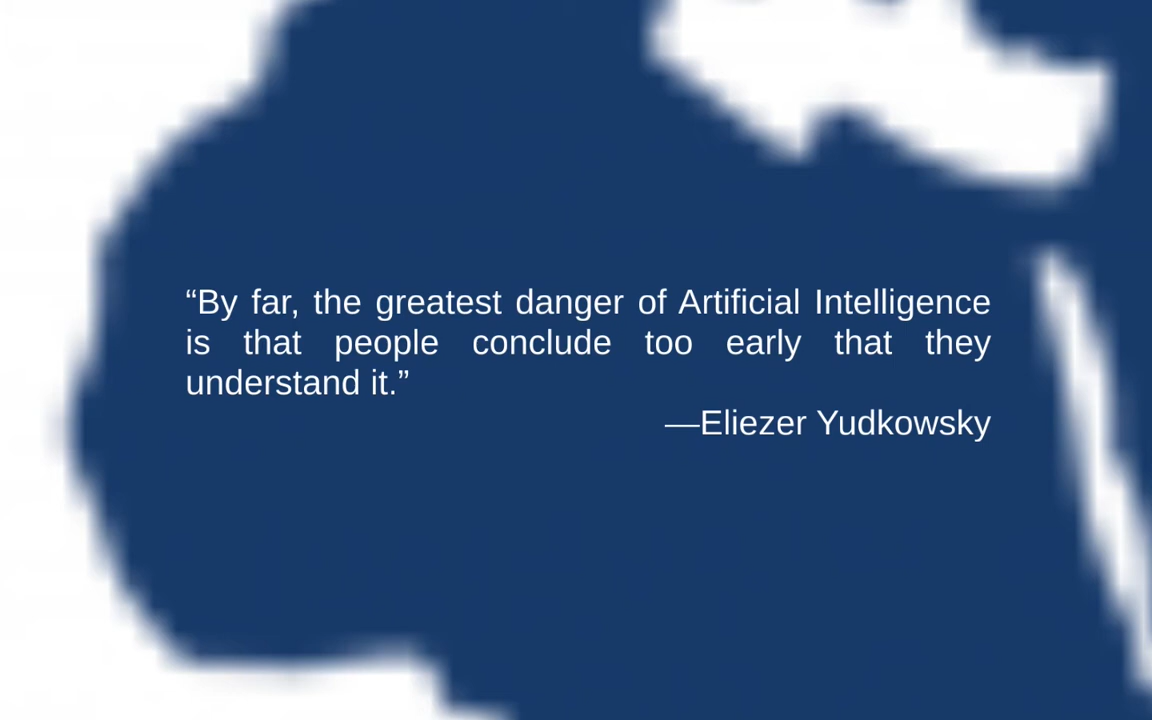 “By far, the greatest danger of Artificial Intelligence
is that people conclude too early that they
understand it.”
—Eliezer Yudkowsky